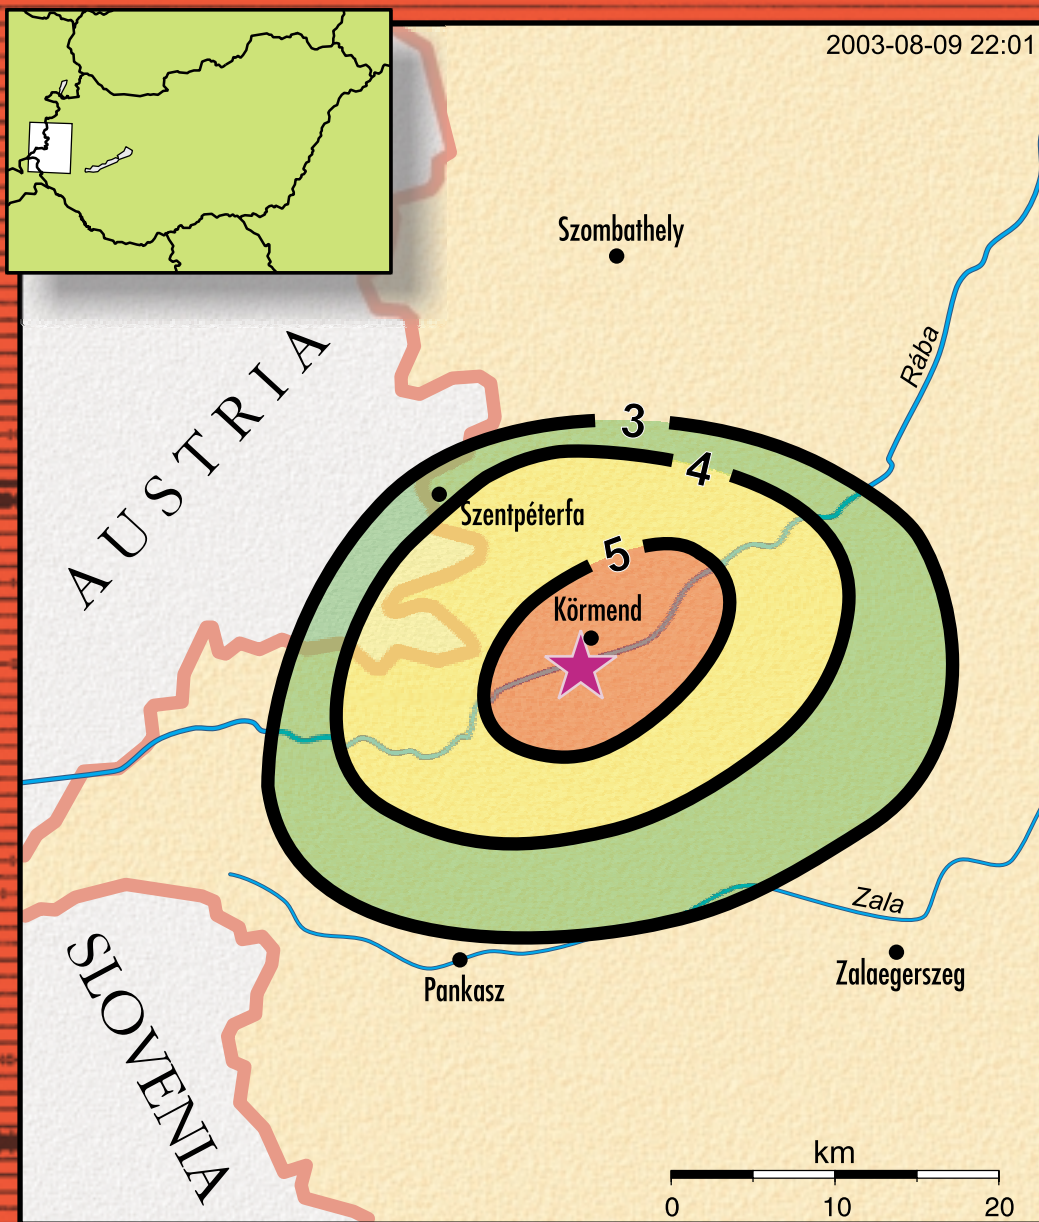 2003-08-09 22:01
Szombathely
Rába
AUSTRIA
3
4
Szentpéterfa
5
Körmend
Zala
Zalaegerszeg
Pankasz
SLOVENIA
km
0 10 20